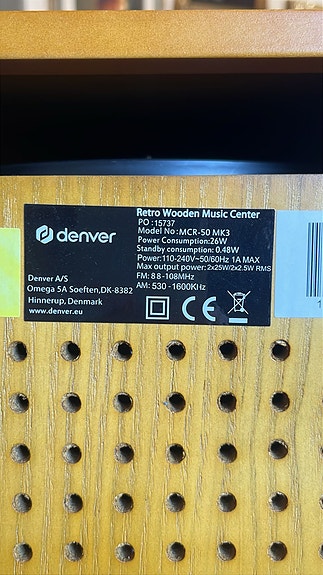 denver
Denver A/S
Omega 5A Soeften,DK-8382
Hinnerup, Denmark
www.denver.eu
Retro Wooden Music Center
PO :15737
Model No :MCR-50 MK3
Power Consumption:26W
Standby consumption:0.48W
Power:110-240V~50/60Hz 1A MAX
Max output power: 2x25W/2x2.5W RMS
FM: 88-108MHz
AM: 530 -1600KHz
CE
1